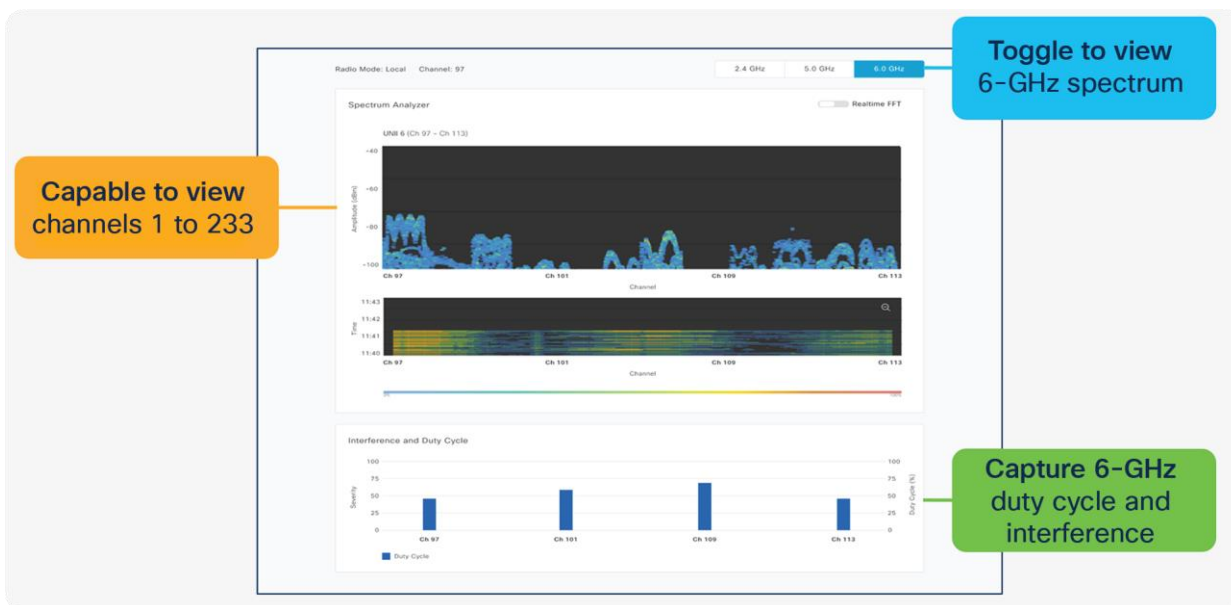 Toggle to view
6-GHz spectrum
Radio Mode: Local Channel: 97
2.4 GHz 5.0 GHz 6.0 GHz
Spectrum Analyzer
Realtime FFT
UNII 6 (Ch 97 - Ch 113)
Capable to view
channels 1 to 233
-40
-60
-80
-100
Amplitude (dBm)
Ch 97 Ch 101 Ch 109 Ch 113
Channel
11:43
11:42
11:41
11:40
Time
Ch 97 Ch 101 Ch 109 Ch 113
Channel
0%
100%
Interference and Duty Cycle
100
75
50
25
0
Severity
100
75
50
25
0
Duty Cycle (%)
Ch 97 Ch 101 Ch 109 Ch 113
Duty Cycle
Capture 6-GHz
duty cycle and
interference